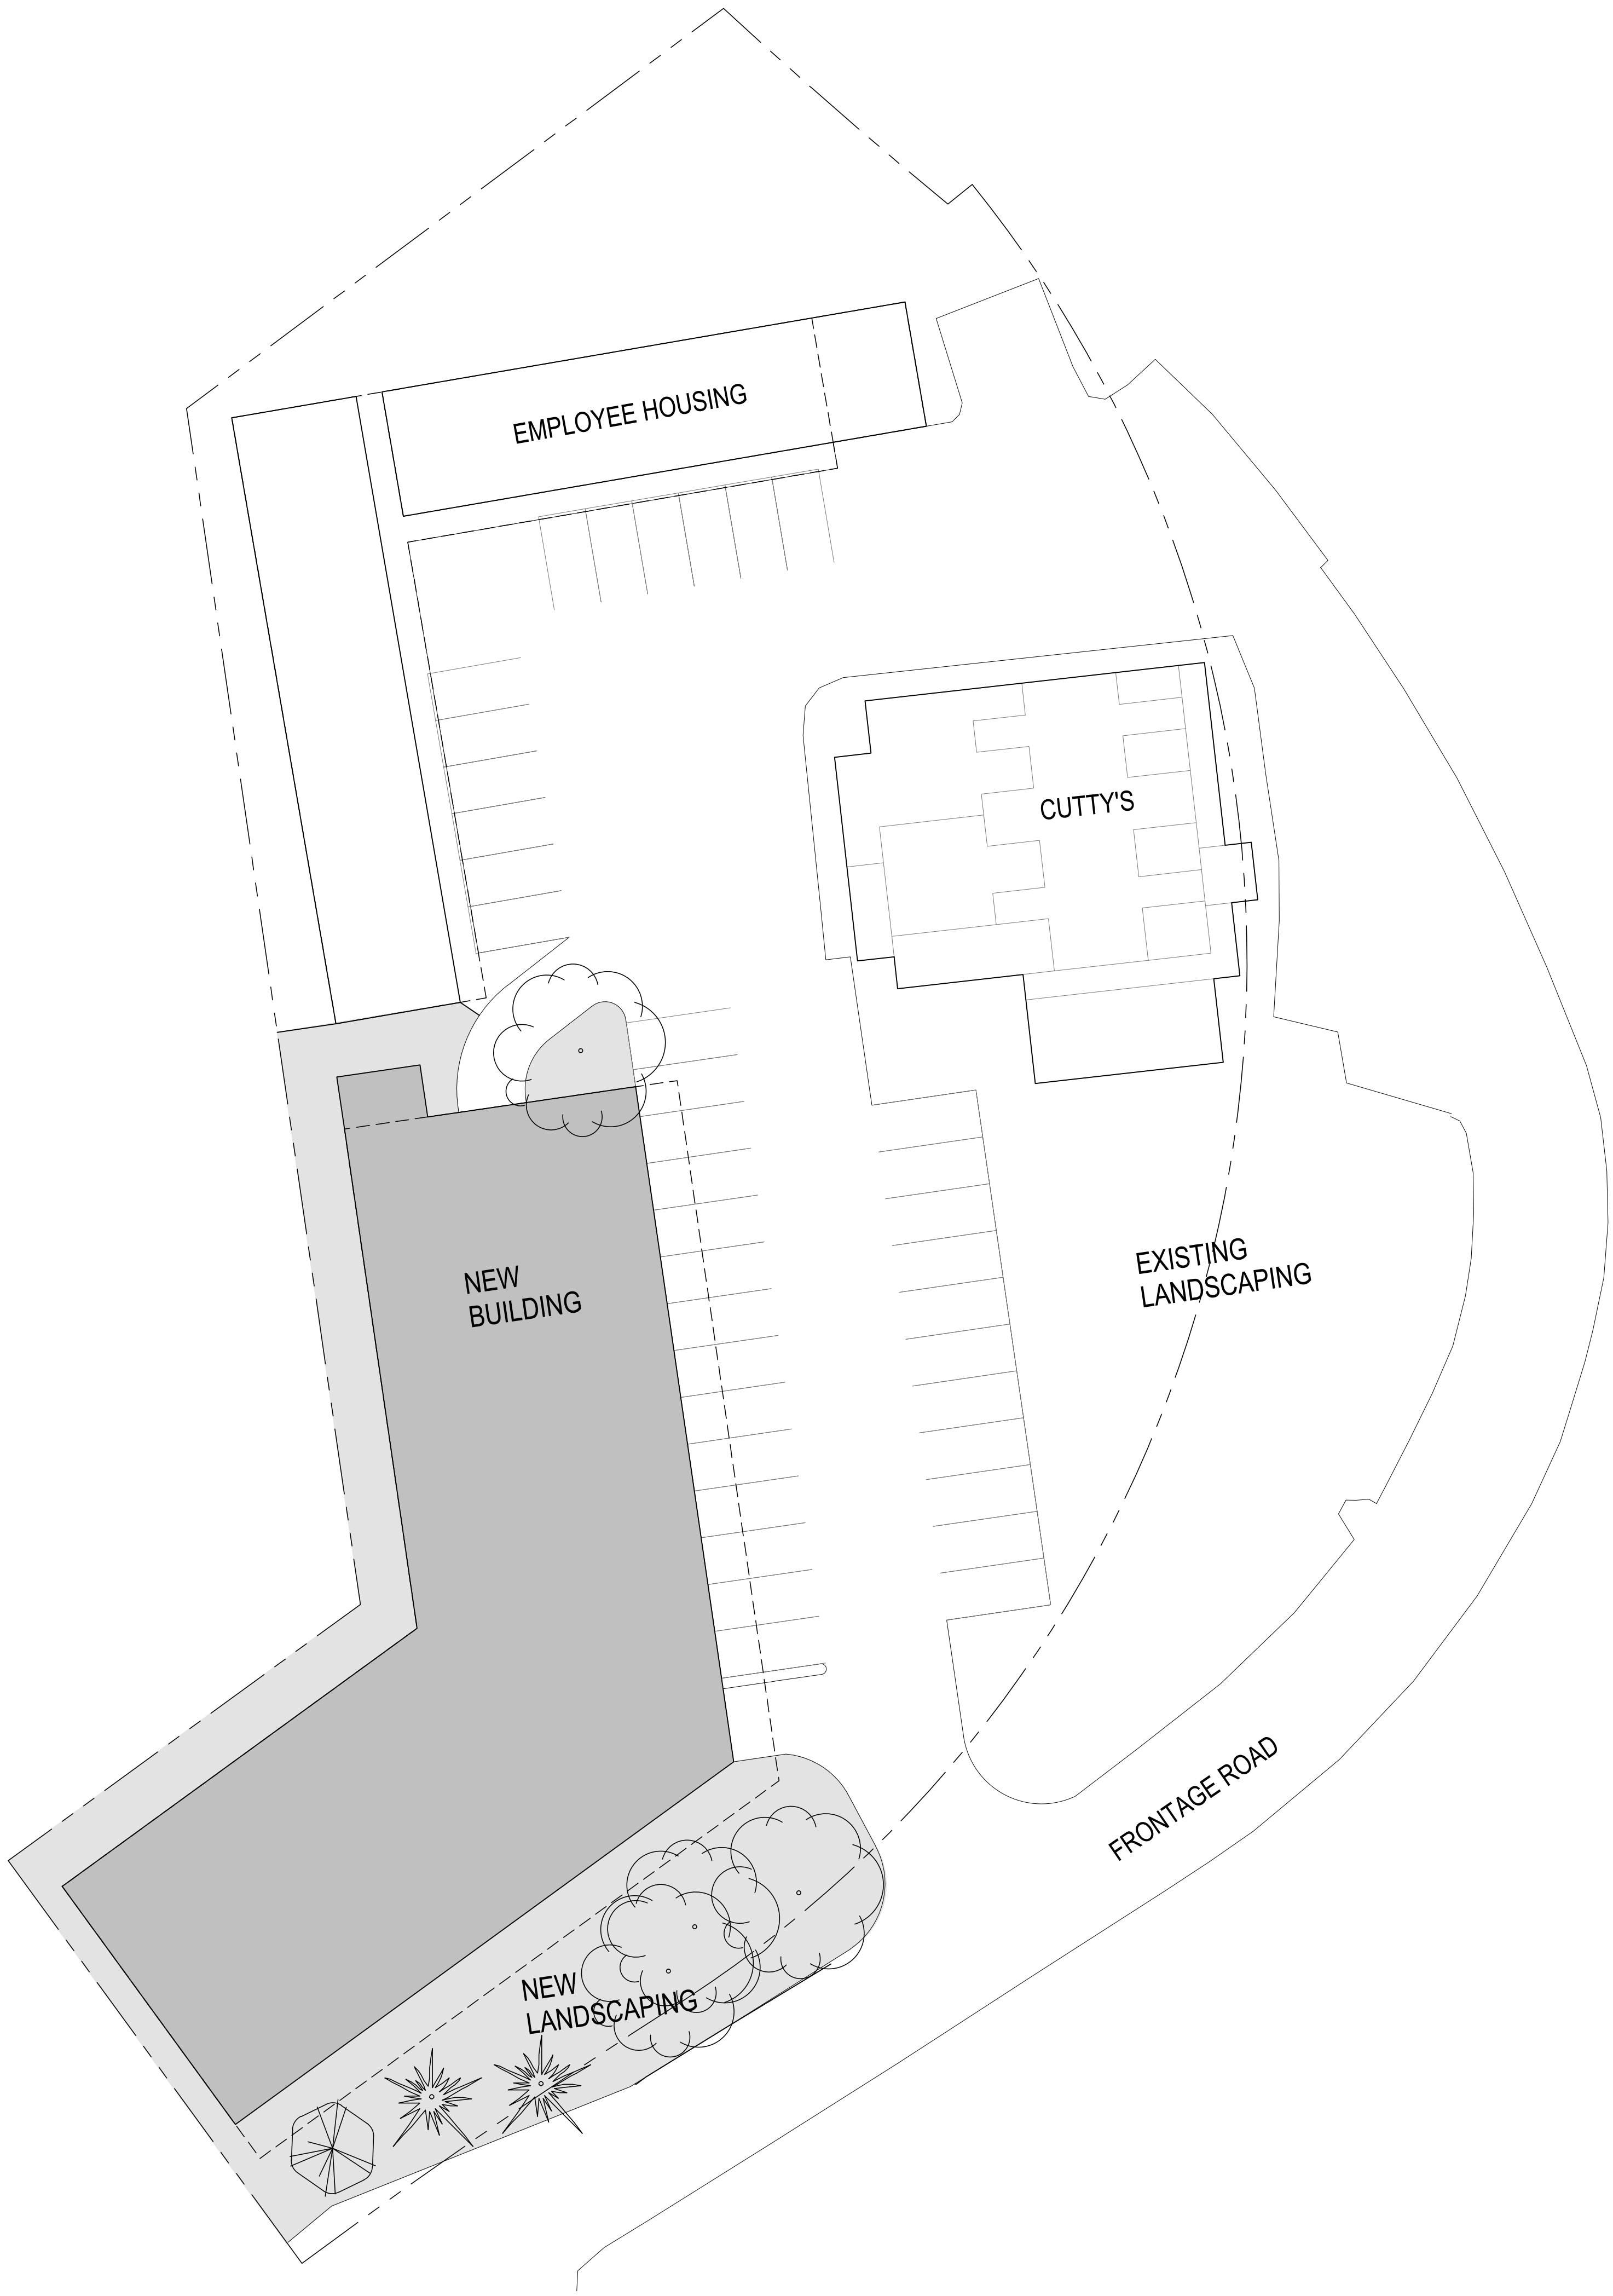 EMPLOYEE HOUSING
CUTTY'S
NEW
BUILDING
EXISTING
LANDSCAPING
FRONTAGE ROAD
NEW
LANDSCAPING